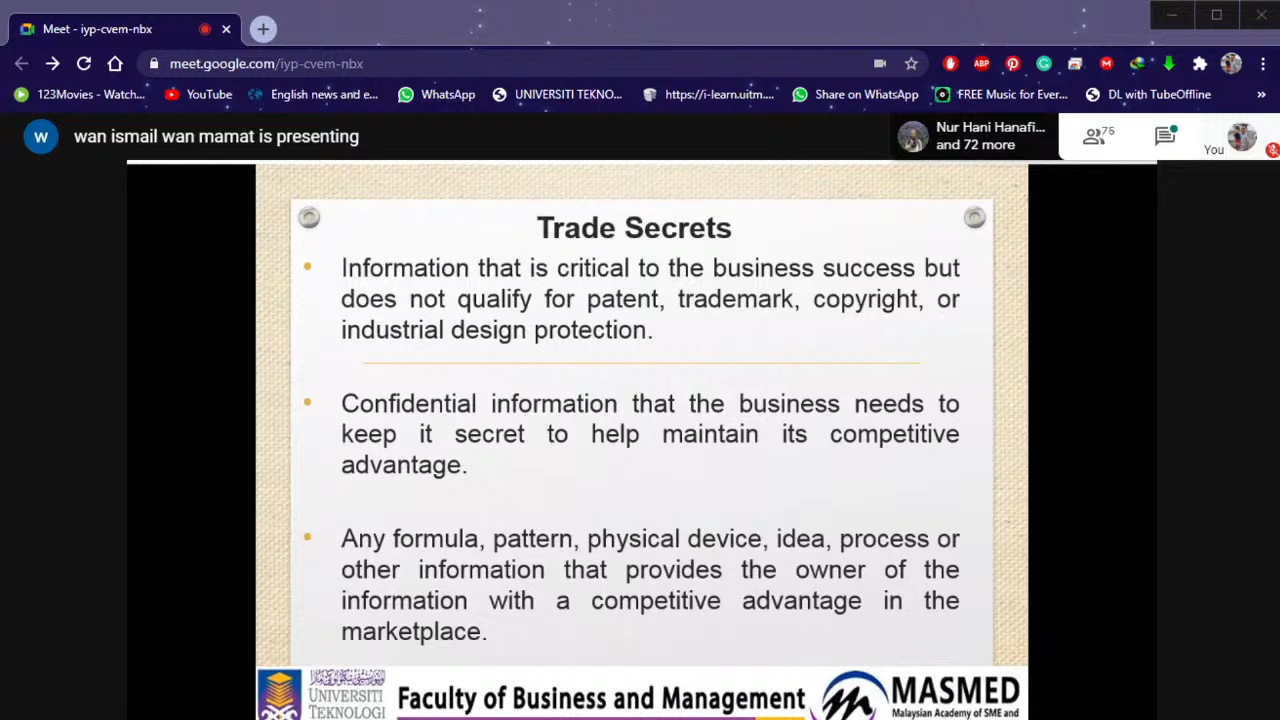 Meet - iyp-cvem-nbx
meet.google.com/iyp-cvem-nbx
ABP
123Movies - Watch...
YouTube
English news and e...
WhatsApp
UNIVERSITI TEKNO...
https://i-learn.uitm....
Share on WhatsApp
FREE Music for Ever...
DL with TubeOffline
W
wan ismail wan mamat is presenting
Nur Hani Hanafi...
and 72 more
75
You
Trade Secrets
Information that is critical to the business success but
does not qualify for patent, trademark, copyright, or
industrial design protection.
Confidential information that the business needs to
keep it secret to help maintain its competitive
advantage.
Any formula, pattern, physical device, idea, process or
other information that provides the owner of the
information with a competitive advantage in the
marketplace.
UNIVERSITI
TEKNOLOGI
Faculty of Business and Management
MASMED
Malaysian Academy of SME and